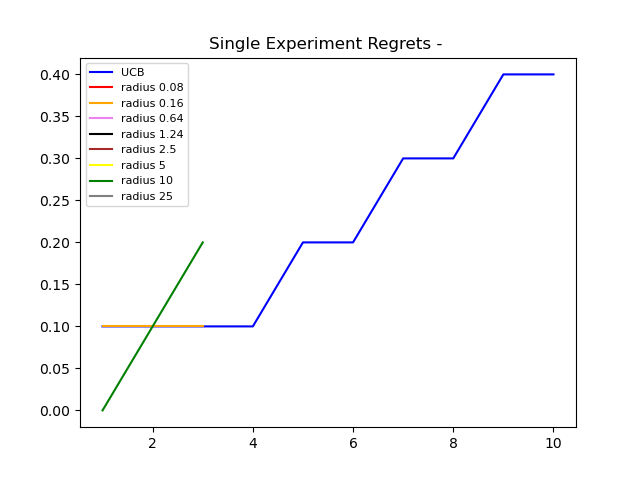 Single Experiment Regrets -
0.40
0.35
0.30
0.25
0.20
0.15
0.10
0.05
0.00
UCB
radius 0.08
radius 0.16
radius 0.64
radius 1.24
radius 2.5
radius 5
radius 10
radius 25
2 4 6 8 10